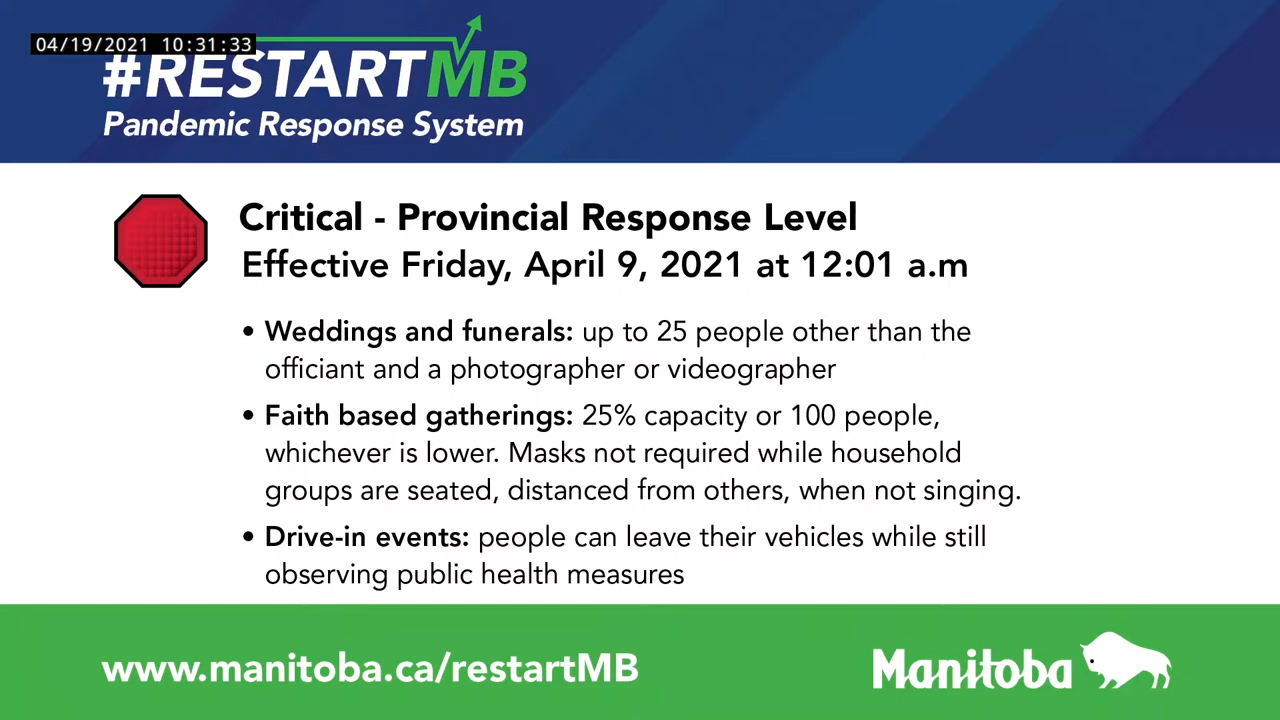 04/19/2021 10:31:33
#RESTARTMB
Pandemic Response System
Critical - Provincial Response Level
Effective Friday, April 9, 2021 at 12:01 a.m
• Weddings and funerals: up to 25 people other than the
officiant and a photographer or videographer
• Faith based gatherings: 25% capacity or 100 people,
whichever is lower. Masks not required while household
groups are seated, distanced from others, when not singing.
• Drive-in events: people can leave their vehicles while still
observing public health measures
www.manitoba.ca/restartMB
Manitoba